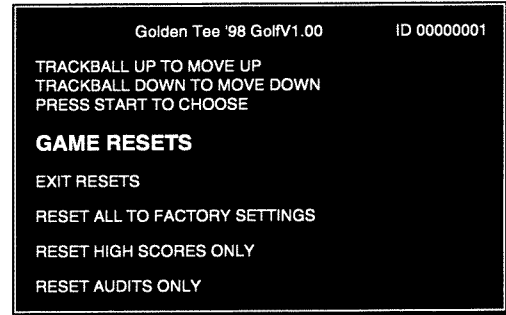 Golden Tee '98 GolfV1.00 ID 00000001
TRACKBALL UP TO MOVE UP
TRACKBALL DOWN TO MOVE DOWN
PRESS START TO CHOOSE
GAME RESETS
EXIT RESETS
RESET ALL TO FACTORY SETTINGS
RESET HIGH SCORES ONLY
RESET AUDITS ONLY